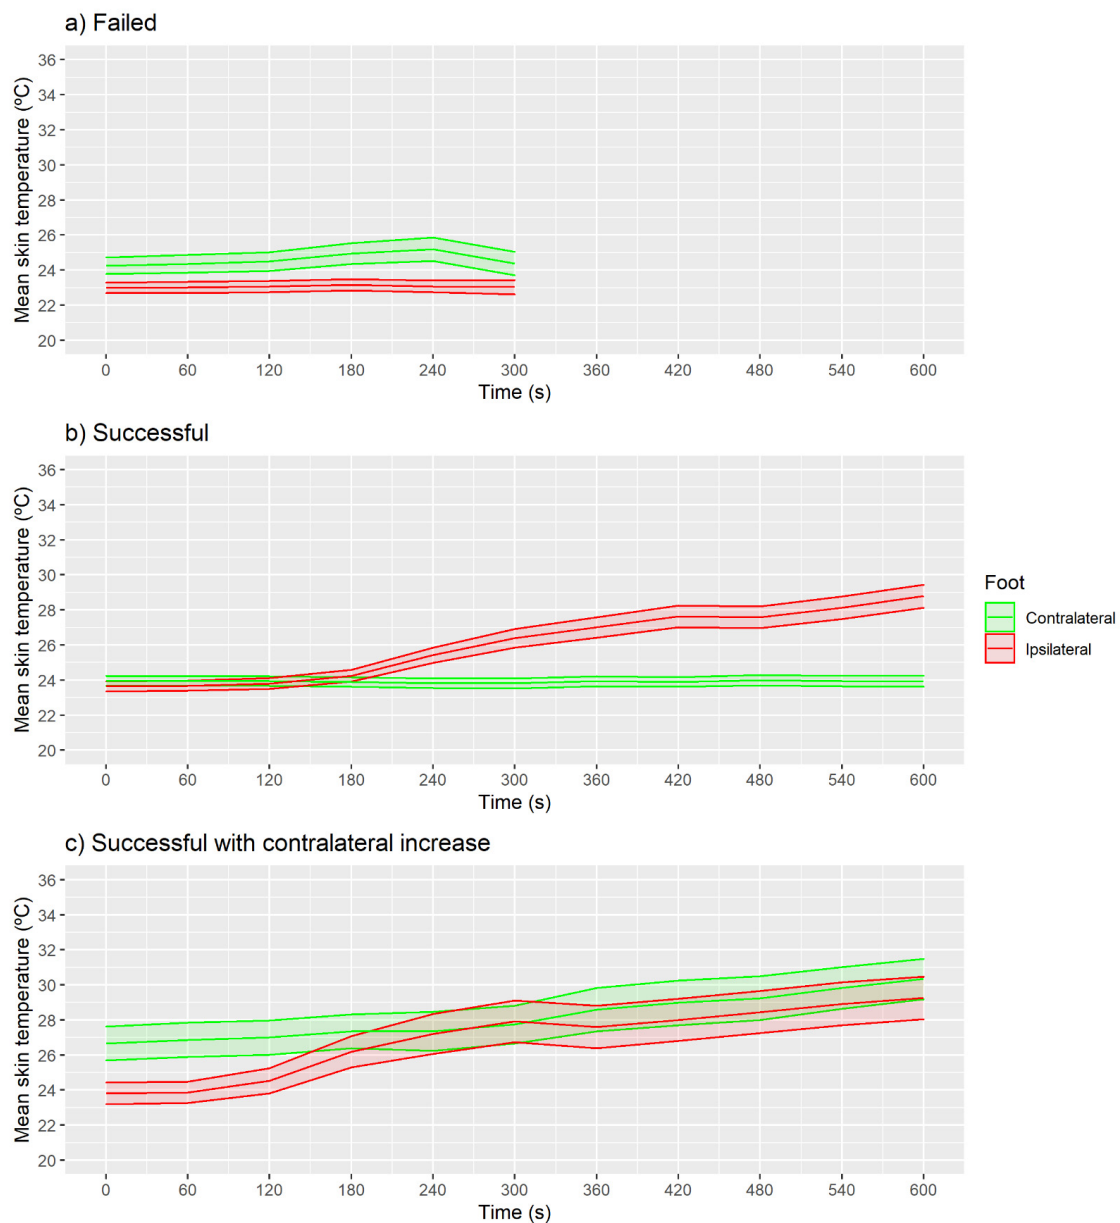 a) Failed
Mean skin temperature (ºC)
36
34
32
30
28
26
24
22
20
0 60 120 180 240 300 360 420 480 540 600
Time (s)
b) Successful
Mean skin temperature (ºC)
36
34
32
30
28
26
24
22
20
0 60 120 180 240 300 360 420 480 540 600
Time (s)
Foot
Contralateral
Ipsilateral
c) Successful with contralateral increase
Mean skin temperature (ºC)
36
34
32
30
28
26
24
22
20
0 60 120 180 240 300 360 420 480 540 600
Time (s)